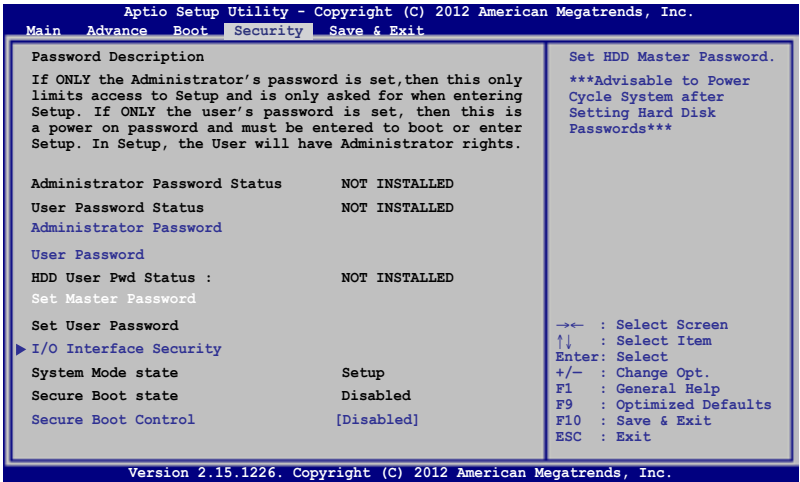 Aptio Setup Utility - Copyright (C) 2012 American Megatrends, Inc.
Main Advance Boot Security Save & Exit
Password Description
If ONLY the Administrator's password is set,then this only
limits access to Setup and is only asked for when entering
Setup. If ONLY the user's password is set, then this is
a power on password and must be entered to boot or enter
Setup. In Setup, the User will have Administrator rights.
Administrator Password Status NOT INSTALLED
User Password Status NOT INSTALLED
Administrator Password
User Password
HDD User Pwd Status : NOT INSTALLED
Set Master Password
Set User Password
I/O Interface Security
System Mode state Setup
Secure Boot state Disabled
Secure Boot Control [Disabled]
Set HDD Master Password.
***Advisable to Power
Cycle System after
Setting Hard Disk
Passwords***
→← : Select Screen
↑↓ : Select Item
Enter: Select
+/— : Change Opt.
F1 : General Help
F9 : Optimized Defaults
F10 : Save & Exit
ESC : Exit
Version 2.15.1226. Copyright (C) 2012 American Megatrends, Inc.